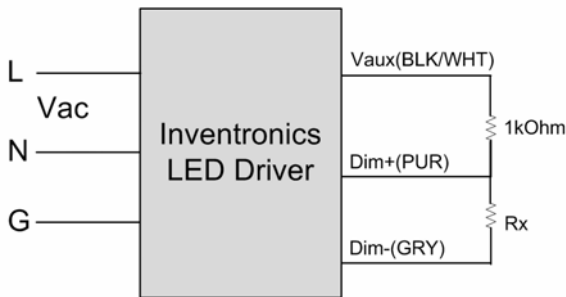 L
Vac
N
G
Inventronics
LED Driver
Vaux(BLK/WHT)
1kOhm
Dim+(PUR)
Rx
Dim-(GRY)